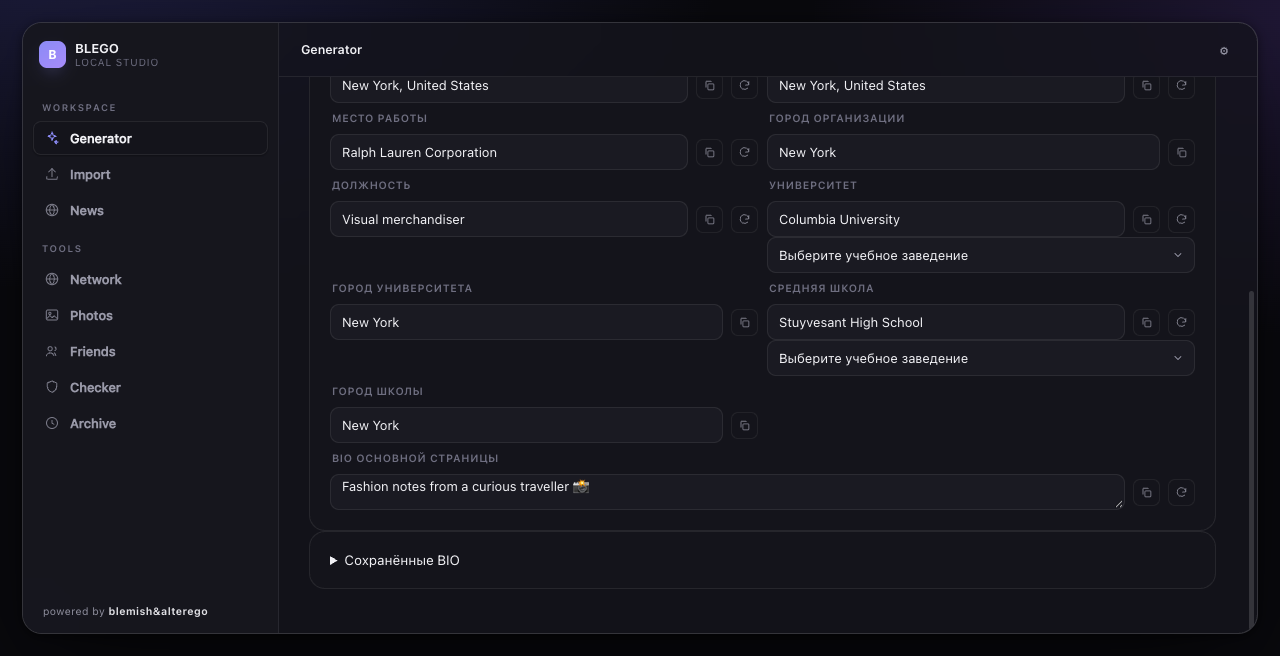 B
BLEGO
LOCAL STUDIO
WORKSPACE
Generator
Import
News
TOOLS
Network
Photos
Friends
Checker
Archive
powered by blemish&alterego
Generator
New York, United States
New York, United States
МЕСТО РАБОТЫ
ГОРОД ОРГАНИЗАЦИИ
Ralph Lauren Corporation
New York
ДОЛЖНОСТЬ
УНИВЕРСИТЕТ
Visual merchandiser
Columbia University
Выберите учебное заведение
ГОРОД УНИВЕРСИТЕТА
СРЕДНЯЯ ШКОЛА
New York
Stuyvesant High School
Выберите учебное заведение
ГОРОД ШКОЛЫ
New York
BIO ОСНОВНОЙ СТРАНИЦЫ
Fashion notes from a curious traveller 📸
Сохранённые BIO